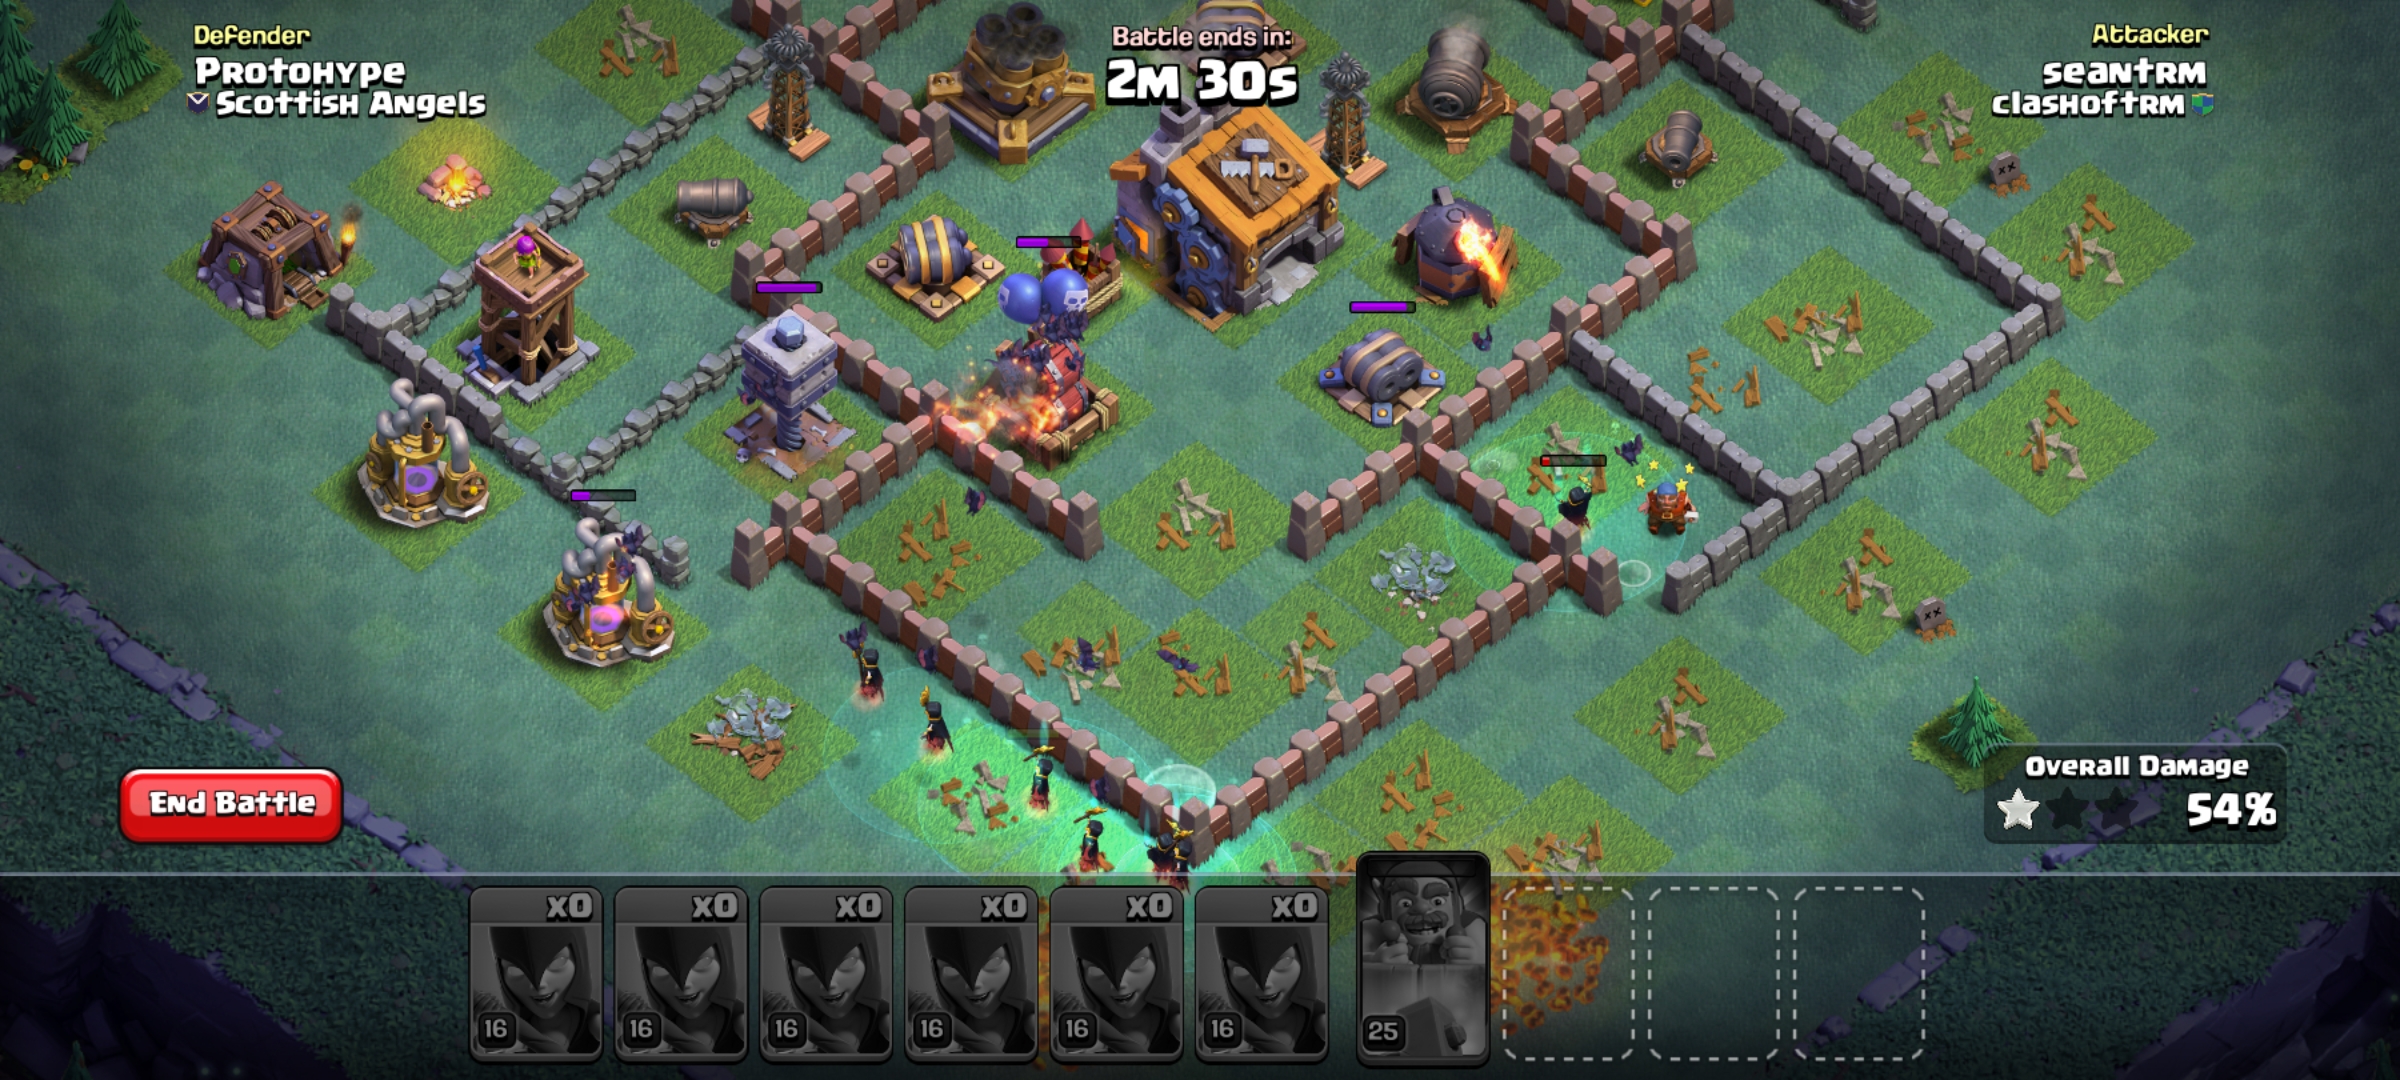 Defender
Protohype
Scottish Angels
Battle ends in:
2m 30s
Attacker
seantRM
clashoftRM
End Battle
Overall Damage
54%
x0
x0
x0
x0
x0
x0
16
16
16
16
16
16
25